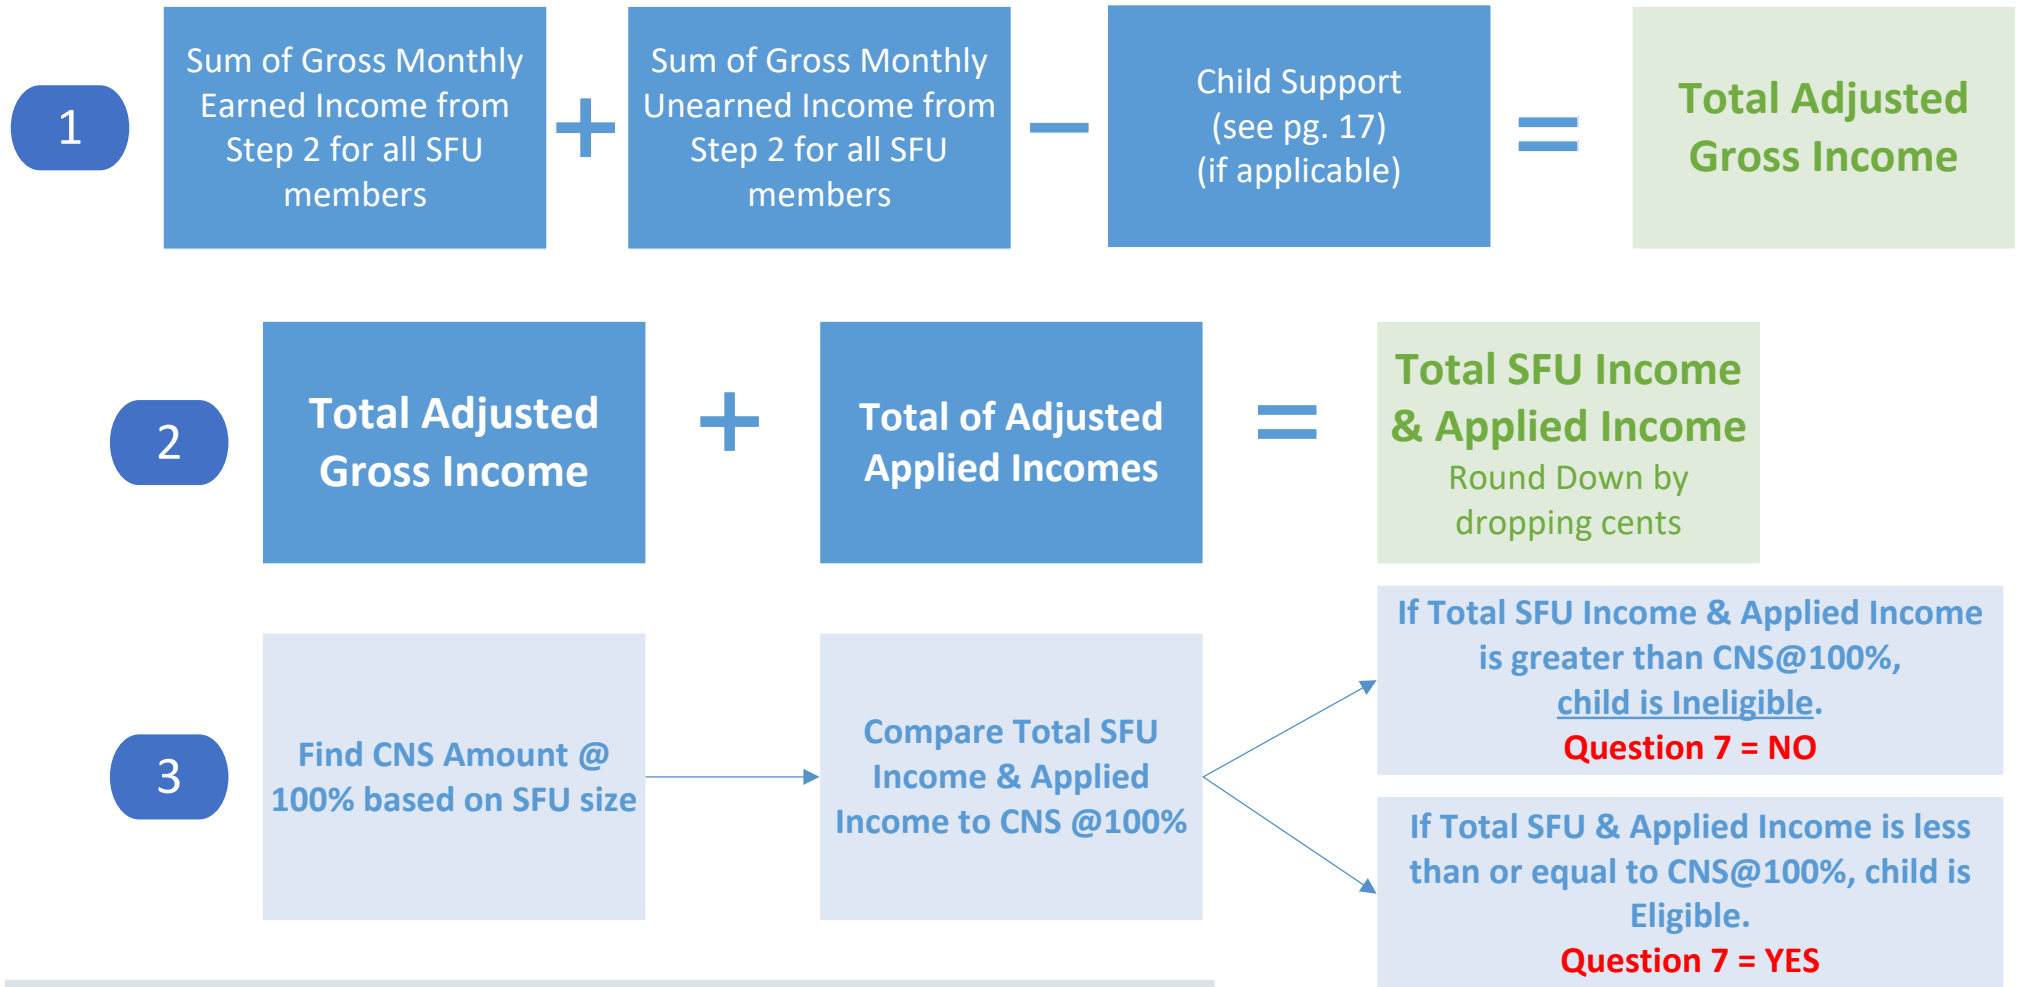 1
Sum of Gross Monthly
Earned Income from
Step 2 for all SFU
members
+
Sum of Gross Monthly
Unearned Income from
Step 2 for all SFU
members
−
Child Support
(see pg. 17)
(if applicable)
=
Total Adjusted
Gross Income
2
Total Adjusted
Gross Income
+
Total of Adjusted
Applied Incomes
=
Total SFU Income
& Applied Income
Round Down by
dropping cents
3
Find CNS Amount @
100% based on SFU size
Compare Total SFU
Income & Applied
Income to CNS @100%
If Total SFU Income & Applied Income
is greater than CNS@100%,
child is Ineligible.
Question 7 = NO
If Total SFU & Applied Income is less
than or equal to CNS@100%, child is
Eligible.
Question 7 = YES